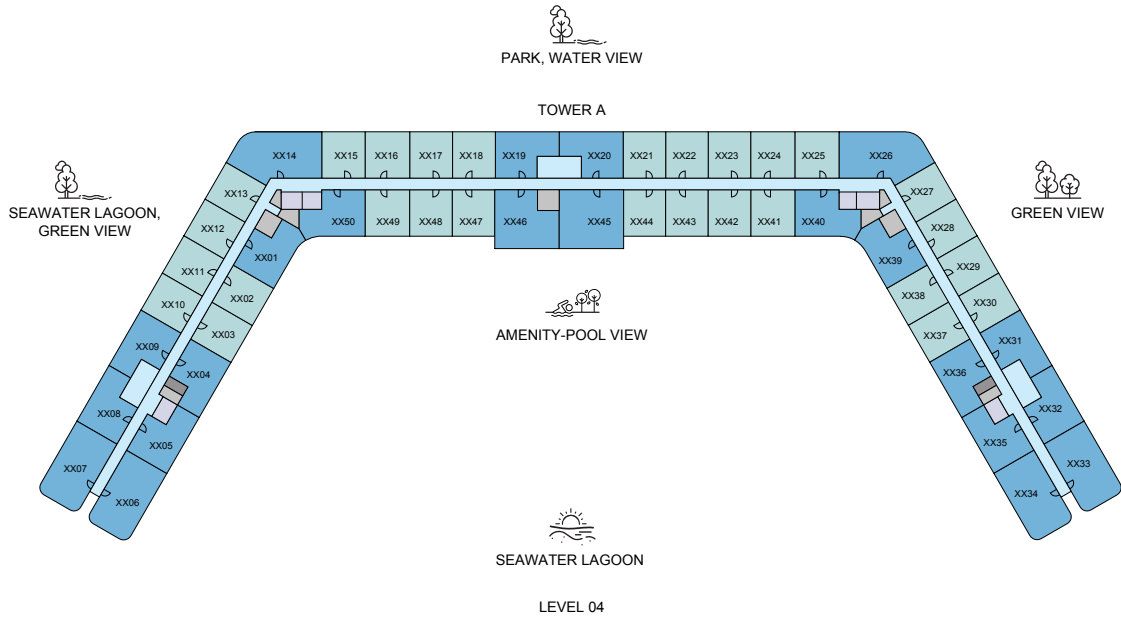 PARK, WATER VIEW
TOWER A
XX14 XX15 XX16 XX17 XX18 XX19 XX20 XX21 XX22 XX23 XX24 XX25 XX26
SEAWATER LAGOON,
GREEN VIEW
GREEN VIEW
XX13
XX12
XX11
XX10
XX09
XX08
XX07
XX01
XX02
XX03
XX04
XX05
XX06
XX50 XX49 XX48 XX47 XX46 XX45 XX44 XX43 XX42 XX41 XX40
XX27
XX28
XX29
XX30
XX31
XX32
XX33
XX39
XX38
XX37
XX36
XX35
XX34
AMENITY-POOL VIEW
SEAWATER LAGOON
LEVEL 04